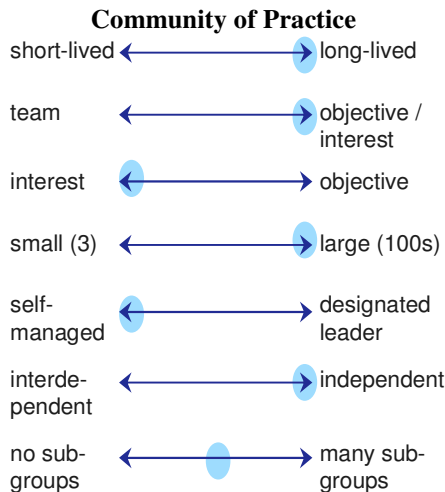 Community of Practice
short-lived long-lived
team objective /
interest
interest objective
small (3) large (100s)
self- designated
managed leader
interde- independent
pendent
no sub- many sub-
groups groups